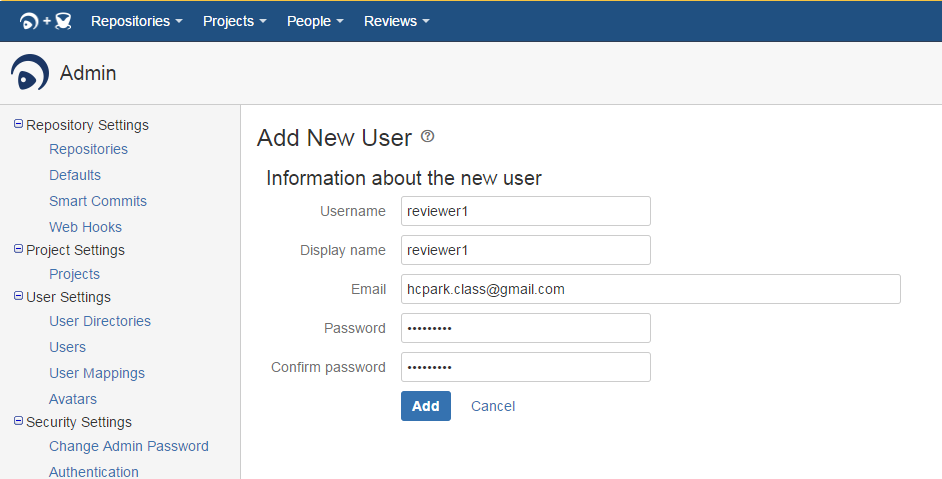 Repositories Projects People Reviews
Admin
Repository Settings
Repositories
Defaults
Smart Commits
Web Hooks
Project Settings
Projects
User Settings
User Directories
Users
User Mappings
Avatars
Security Settings
Change Admin Password
Authentication
Add New User
Information about the new user
Username reviewer1
Display name reviewer1
Email hcpark.class@gmail.com
Password •••••••••
Confirm password •••••••••
Add Cancel